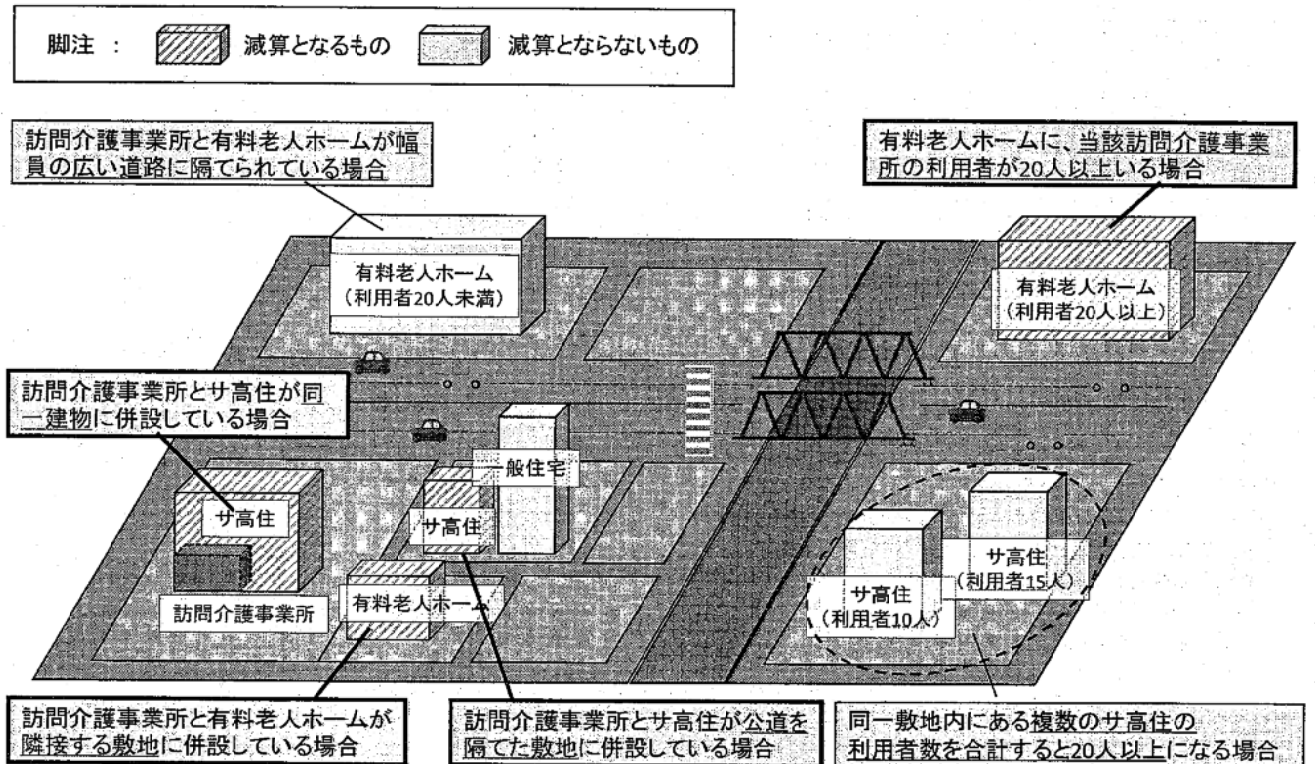 脚注 ： 減算となるもの 減算とならないもの
訪問介護事業所と有料老人ホームが幅
員の広い道路に隔てられている場合
有料老人ホームに、当該訪問介護事業
所の利用者が20人以上いる場合
有料老人ホーム
（利用者20人未満）
有料老人ホーム
（利用者20人以上）
訪問介護事業所とサ高住が同
一建物に併設している場合
一般住宅
サ高住
サ高住
サ高住
（利用者15人）
サ高住
（利用者10人）
訪問介護事業所
有料老人ホーム
訪問介護事業所と有料老人ホームが
隣接する敷地に併設している場合
訪問介護事業所とサ高住が公道を
隔てた敷地に併設している場合
同一敷地内にある複数のサ高住の
利用者数を合計すると20人以上になる場合